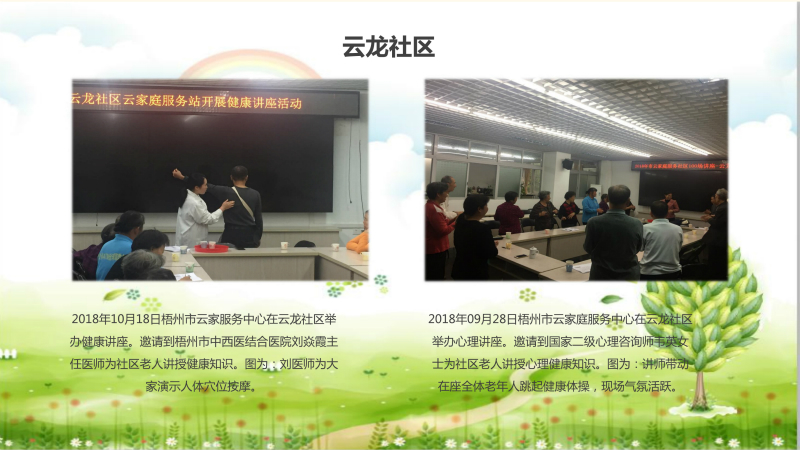 云龙社区
云龙社区云家庭服务站开展健康讲座活动
2018年10月18日梧州市云家服务中心在云龙社区举
办健康讲座。邀请到梧州市中西医结合医院刘焱霞主
任医师为社区老人讲授健康知识。图为：刘医师为大
家演示人体穴位按摩。
2018年09月28日梧州市云家庭服务中心在云龙社区
举办心理讲座。邀请到国家二级心理咨询师韦英女
士为社区老人讲授心理健康知识。图为：讲师带动
在座全体老年人跳起健康体操，现场气氛活跃。